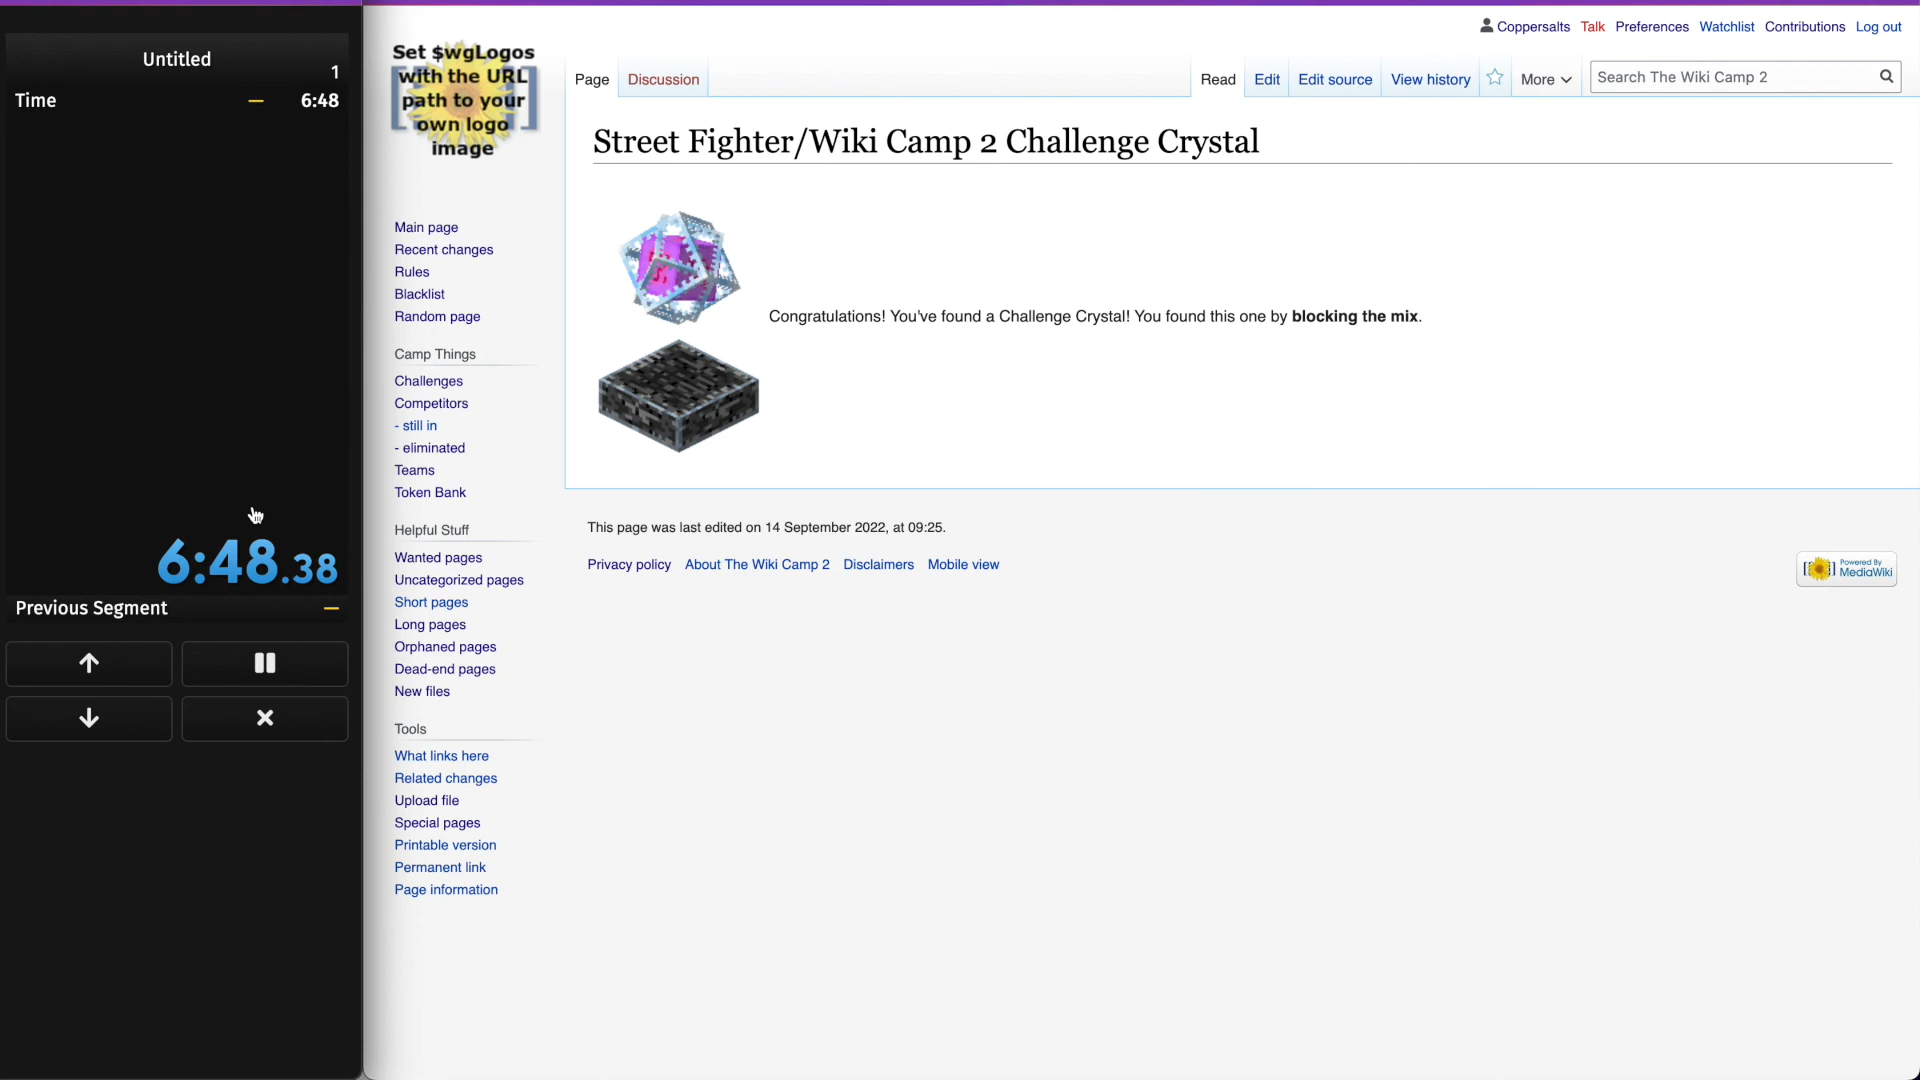 Untitled
1
Time — 6:48
6:48.38
Previous Segment —
Set $wgLogos
with the URL
path to your
own logo
image
Coppersalts Talk Preferences Watchlist Contributions Log out
Page Discussion Read Edit Edit source View history More Search The Wiki Camp 2
Street Fighter/Wiki Camp 2 Challenge Crystal
Congratulations! You've found a Challenge Crystal! You found this one by blocking the mix.
This page was last edited on 14 September 2022, at 09:25.
Privacy policy About The Wiki Camp 2 Disclaimers Mobile view
Powered By
MediaWiki
Main page
Recent changes
Rules
Blacklist
Random page
Camp Things
Challenges
Competitors
- still in
- eliminated
Teams
Token Bank
Helpful Stuff
Wanted pages
Uncategorized pages
Short pages
Long pages
Orphaned pages
Dead-end pages
New files
Tools
What links here
Related changes
Upload file
Special pages
Printable version
Permanent link
Page information